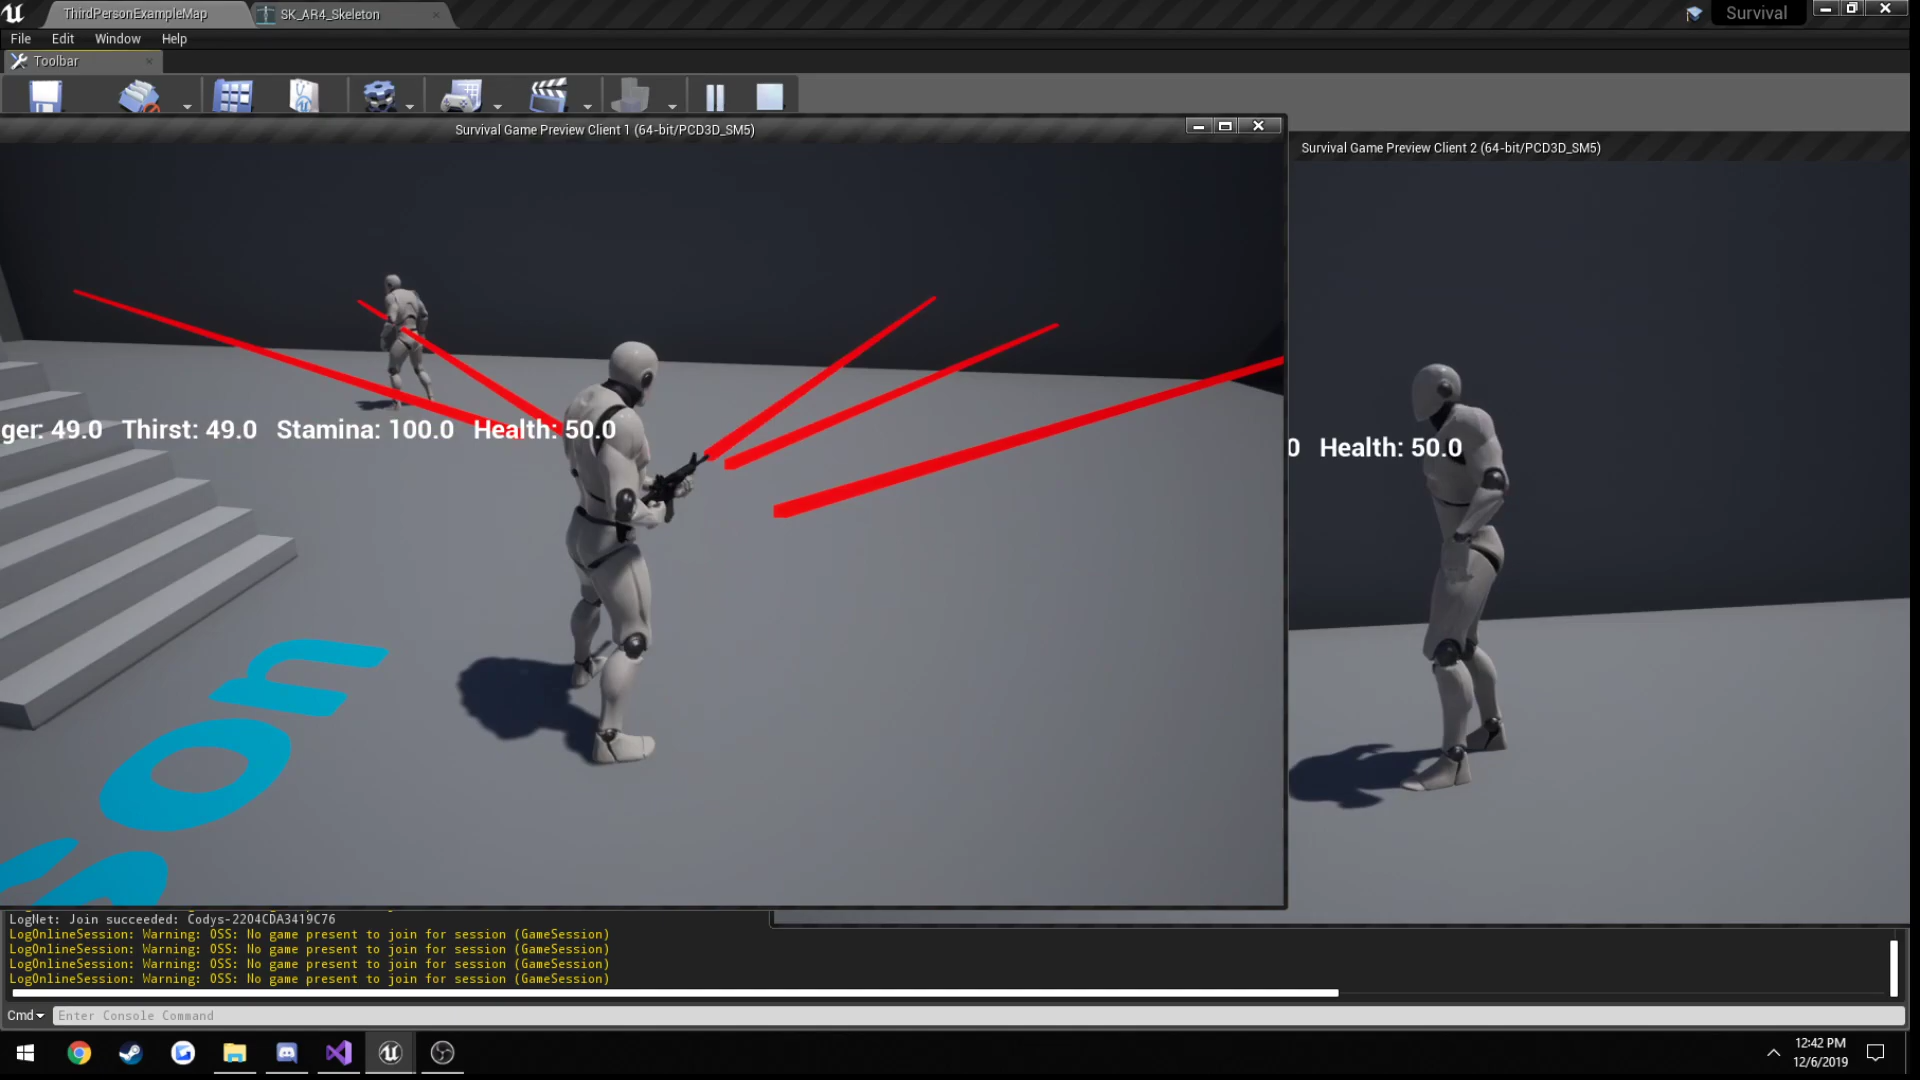 ThirdPersonExampleMap
SK_AR4_Skeleton
Survival
File Edit Window Help
Toolbar
Survival Game Preview Client 1 (64-bit/PCD3D_SM5)
Survival Game Preview Client 2 (64-bit/PCD3D_SM5)
ger: 49.0 Thirst: 49.0 Stamina: 100.0 Health: 50.0
0 Health: 50.0
son
LogNet: Join succeeded: Codys-2204CDA3419C76
LogOnlineSession: Warning: OSS: No game present to join for session (GameSession)
LogOnlineSession: Warning: OSS: No game present to join for session (GameSession)
LogOnlineSession: Warning: OSS: No game present to join for session (GameSession)
LogOnlineSession: Warning: OSS: No game present to join for session (GameSession)
Cmd Enter Console Command
12:42 PM
12/6/2019